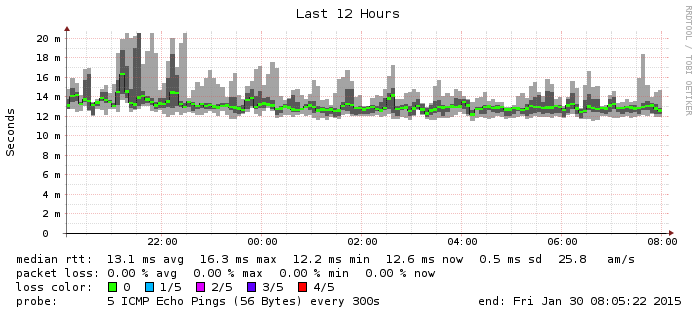 Last 12 Hours
RRDTOOL / TOBI OETIKER
Seconds
20 m
18 m
16 m
14 m
12 m
10 m
8 m
6 m
4 m
2 m
0
22:00 00:00 02:00 04:00 06:00 08:00
median rtt: 13.1 ms avg 16.3 ms max 12.2 ms min 12.6 ms now 0.5 ms sd 25.8 am/s
packet loss: 0.00 % avg 0.00 % max 0.00 % min 0.00 % now
loss color: 0 1/5 2/5 3/5 4/5
probe: 5 ICMP Echo Pings (56 Bytes) every 300s end: Fri Jan 30 08:05:22 2015